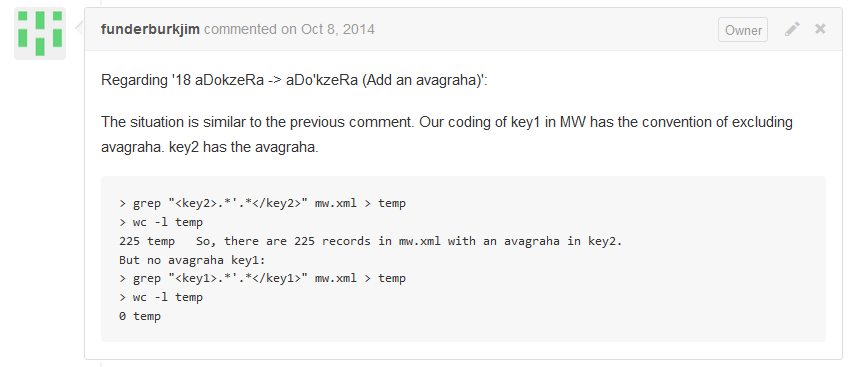 funderburkjim commented on Oct 8, 2014 Owner
Regarding '18 aDokzeRa -> aDo'kzeRa (Add an avagraha)':
The situation is similar to the previous comment. Our coding of key1 in MW has the convention of excluding
avagraha. key2 has the avagraha.
> grep "<key2>.*'.*</key2>" mw.xml > temp
> wc -l temp
225 temp   So, there are 225 records in mw.xml with an avagraha in key2.
But no avagraha key1:
> grep "<key1>.*'.*</key1>" mw.xml > temp
> wc -l temp
0 temp